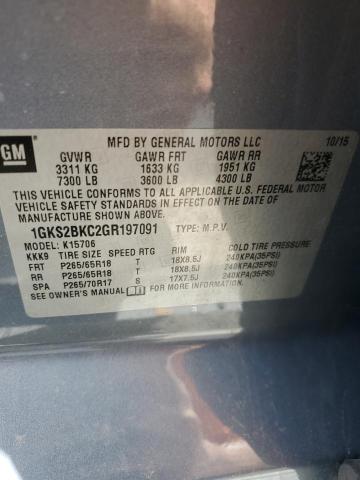 GM
MFD BY GENERAL MOTORS LLC 10/15
GVWR GAWR FRT GAWR RR
3311 KG 1633 KG 1951 KG
7300 LB 3600 LB 4300 LB
THIS VEHICLE CONFORMS TO ALL APPLICABLE U.S. FEDERAL MOTOR
VEHICLE SAFETY STANDARDS IN EFFECT ON THE DATE OF
MANUFACTURE SHOWN ABOVE.
1GKS2BKC2GR197091 TYPE: M.P.V.
MODEL: K15706
KKK9 TIRE SIZE SPEED RTG RIM COLD TIRE PRESSURE
FRT P265/65R18 T 18X8.5J 240KPA(35PSI)
RR P265/65R18 T 18X8.5J 240KPA(35PSI)
SPA P265/70R17 S 17X7.5J 240KPA(35PSI)
SEE OWNER'S MANUAL FOR ADDITIONAL INFORMATION.